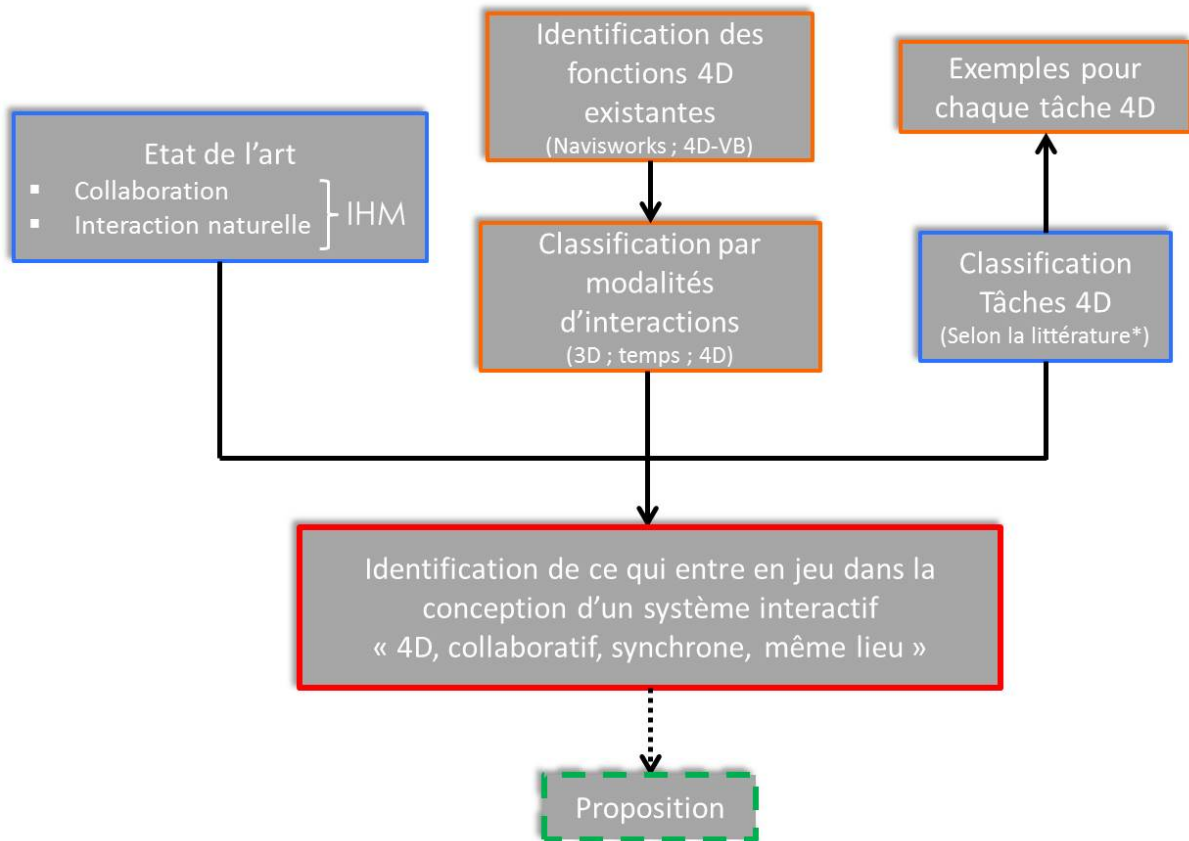 Identification des
fonctions 4D
existantes
(Navisworks ; 4D-VB)
Exemples pour
chaque tâche 4D
Etat de l’art
▪ Collaboration
▪ Interaction naturelle
IHM
Classification par
modalités
d’interactions
(3D ; temps ; 4D)
Classification
Tâches 4D
(Selon la littérature*)
Identification de ce qui entre en jeu dans la
conception d’un système interactif
« 4D, collaboratif, synchrone, même lieu »
Proposition